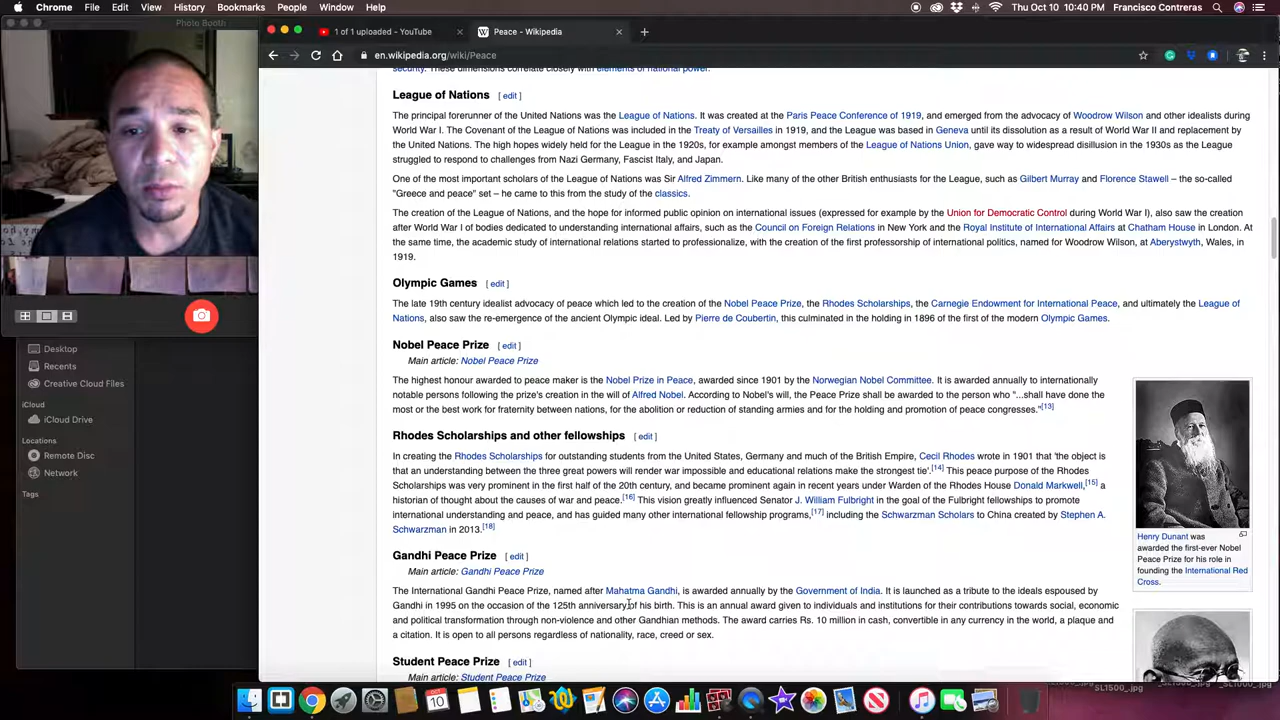 Chrome File Edit View History Bookmarks People Window Help
Thu Oct 10 10:40 PM Francisco Contreras
Photo Booth
1 of 1 uploaded - YouTube
Peace - Wikipedia
en.wikipedia.org/wiki/Peace
security. These dimensions correlate closely with elements of national power.
League of Nations [ edit ]
The principal forerunner of the United Nations was the League of Nations. It was created at the Paris Peace Conference of 1919, and emerged from the advocacy of Woodrow Wilson and other idealists during
World War I. The Covenant of the League of Nations was included in the Treaty of Versailles in 1919, and the League was based in Geneva until its dissolution as a result of World War II and replacement by
the United Nations. The high hopes widely held for the League in the 1920s, for example amongst members of the League of Nations Union, gave way to widespread disillusion in the 1930s as the League
struggled to respond to challenges from Nazi Germany, Fascist Italy, and Japan.
One of the most important scholars of the League of Nations was Sir Alfred Zimmern. Like many of the other British enthusiasts for the League, such as Gilbert Murray and Florence Stawell – the so-called
"Greece and peace" set – he came to this from the study of the classics.
The creation of the League of Nations, and the hope for informed public opinion on international issues (expressed for example by the Union for Democratic Control during World War I), also saw the creation
after World War I of bodies dedicated to understanding international affairs, such as the Council on Foreign Relations in New York and the Royal Institute of International Affairs at Chatham House in London. At
the same time, the academic study of international relations started to professionalize, with the creation of the first professorship of international politics, named for Woodrow Wilson, at Aberystwyth, Wales, in
1919.
Olympic Games [ edit ]
The late 19th century idealist advocacy of peace which led to the creation of the Nobel Peace Prize, the Rhodes Scholarships, the Carnegie Endowment for International Peace, and ultimately the League of
Nations, also saw the re-emergence of the ancient Olympic ideal. Led by Pierre de Coubertin, this culminated in the holding in 1896 of the first of the modern Olympic Games.
Nobel Peace Prize [ edit ]
Main article: Nobel Peace Prize
The highest honour awarded to peace maker is the Nobel Prize in Peace, awarded since 1901 by the Norwegian Nobel Committee. It is awarded annually to internationally
notable persons following the prize's creation in the will of Alfred Nobel. According to Nobel's will, the Peace Prize shall be awarded to the person who "...shall have done the
most or the best work for fraternity between nations, for the abolition or reduction of standing armies and for the holding and promotion of peace congresses."[13]
Rhodes Scholarships and other fellowships [ edit ]
In creating the Rhodes Scholarships for outstanding students from the United States, Germany and much of the British Empire, Cecil Rhodes wrote in 1901 that 'the object is
that an understanding between the three great powers will render war impossible and educational relations make the strongest tie'.[14] This peace purpose of the Rhodes
Scholarships was very prominent in the first half of the 20th century, and became prominent again in recent years under Warden of the Rhodes House Donald Markwell,[15] a
historian of thought about the causes of war and peace.[16] This vision greatly influenced Senator J. William Fulbright in the goal of the Fulbright fellowships to promote
international understanding and peace, and has guided many other international fellowship programs,[17] including the Schwarzman Scholars to China created by Stephen A.
Schwarzman in 2013.[18]
Henry Dunant was
awarded the first-ever Nobel
Peace Prize for his role in
founding the International Red
Cross.
Gandhi Peace Prize [ edit ]
Main article: Gandhi Peace Prize
The International Gandhi Peace Prize, named after Mahatma Gandhi, is awarded annually by the Government of India. It is launched as a tribute to the ideals espoused by
Gandhi in 1995 on the occasion of the 125th anniversary of his birth. This is an annual award given to individuals and institutions for their contributions towards social, economic
and political transformation through non-violence and other Gandhian methods. The award carries Rs. 10 million in cash, convertible in any currency in the world, a plaque and
a citation. It is open to all persons regardless of nationality, race, creed or sex.
Student Peace Prize [ edit ]
Main article: Student Peace Prize
Desktop
Recents
Creative Cloud Files
iCloud
iCloud Drive
Locations
Remote Disc
Network
Tags
OCT
10